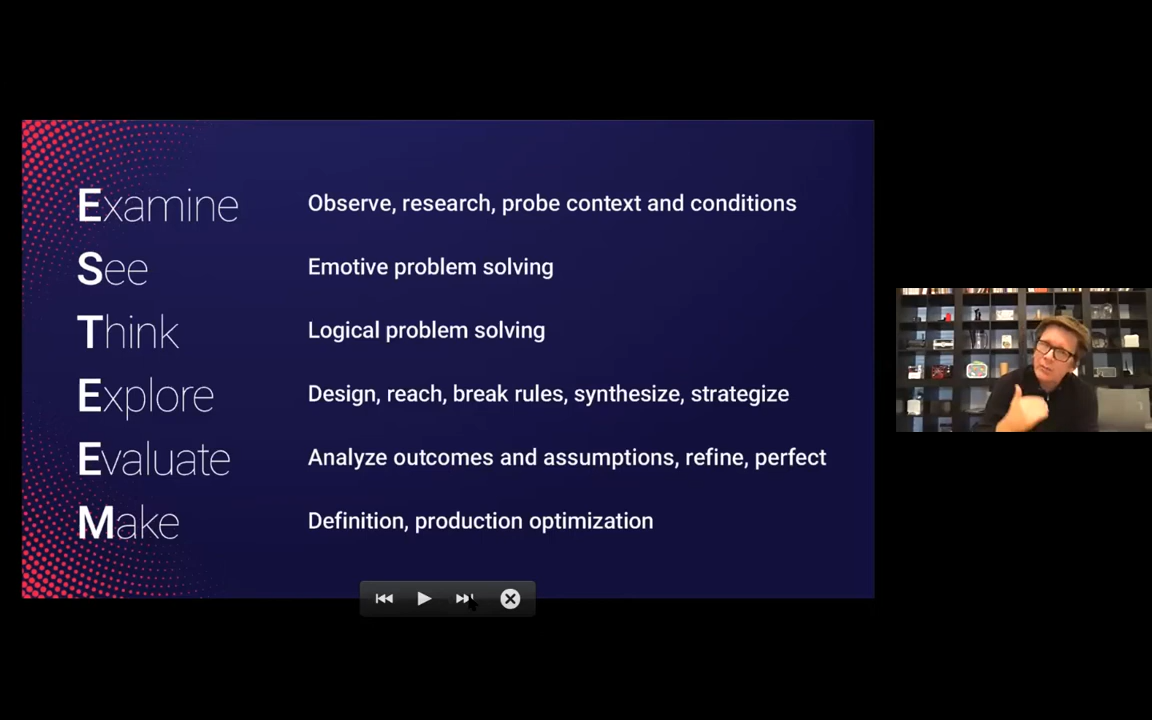 Examine Observe, research, probe context and conditions
See Emotive problem solving
Think Logical problem solving
Explore Design, reach, break rules, synthesize, strategize
Evaluate Analyze outcomes and assumptions, refine, perfect
Make Definition, production optimization